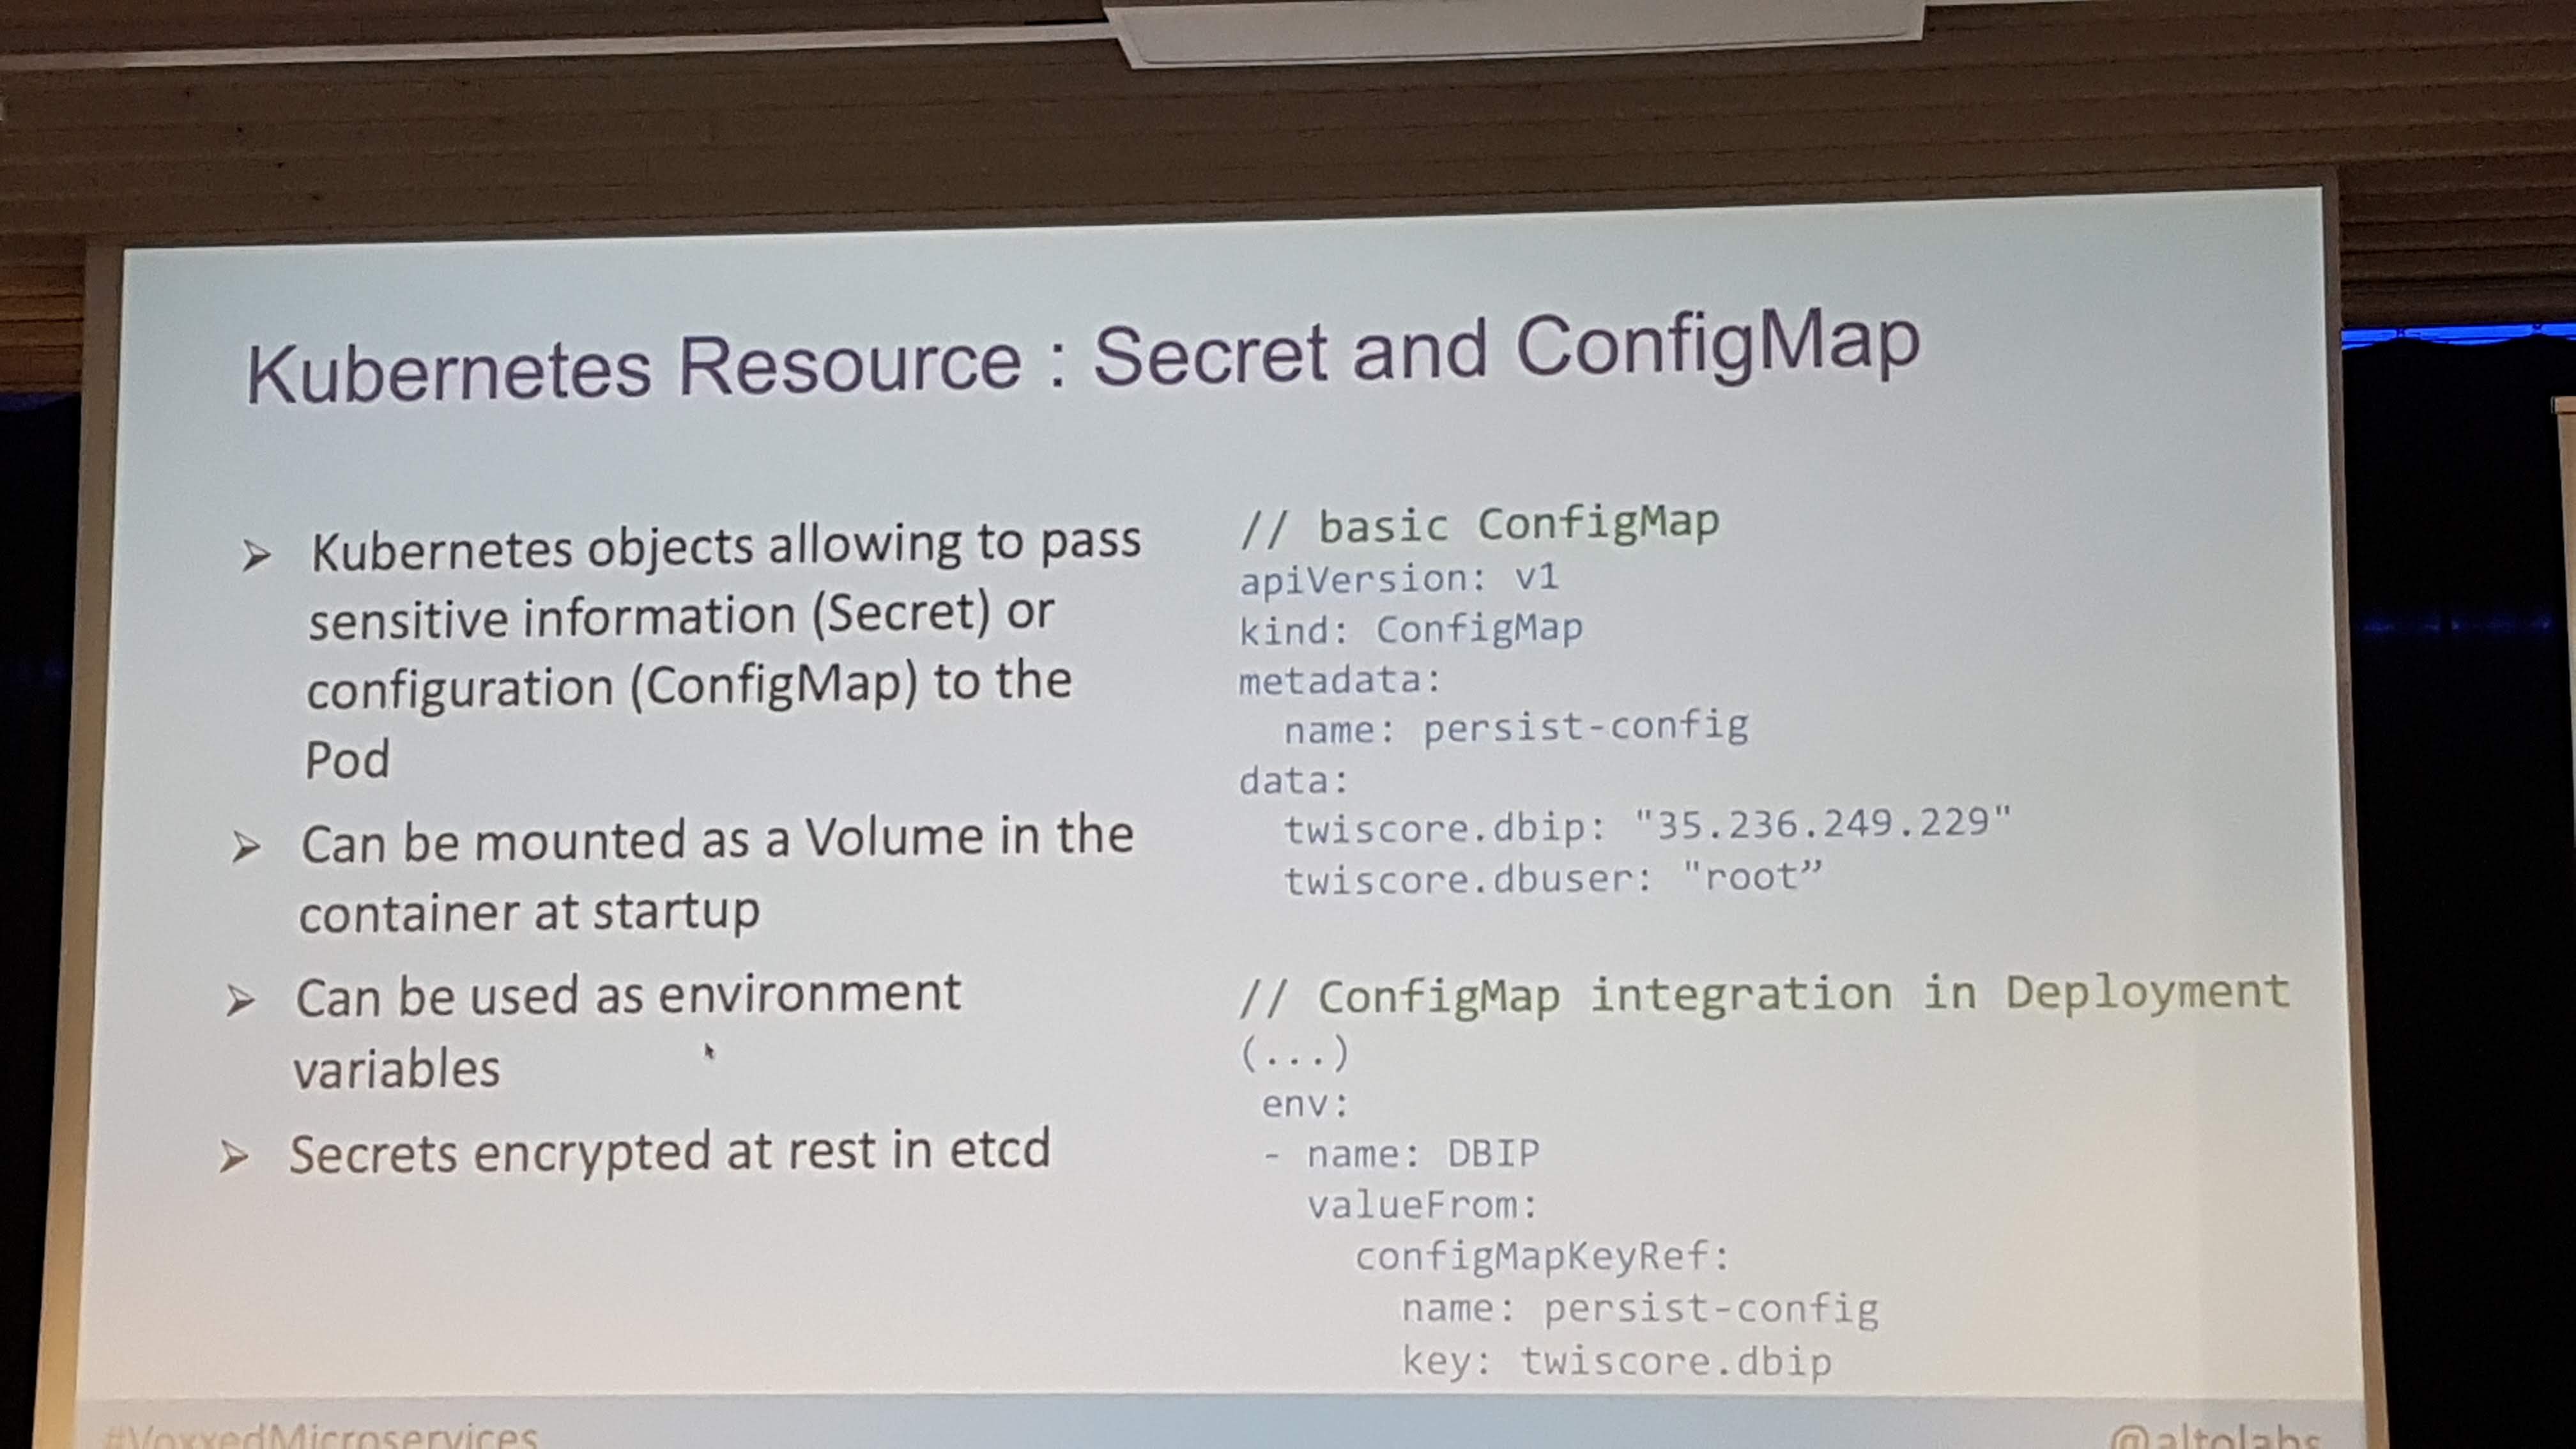 Kubernetes Resource : Secret and ConfigMap
➢ Kubernetes objects allowing to pass
sensitive information (Secret) or
configuration (ConfigMap) to the
Pod
➢ Can be mounted as a Volume in the
container at startup
➢ Can be used as environment
variables
➢ Secrets encrypted at rest in etcd
// basic ConfigMap
apiVersion: v1
kind: ConfigMap
metadata:
  name: persist-config
data:
  twiscore.dbip: "35.236.249.229"
  twiscore.dbuser: "root”
// ConfigMap integration in Deployment
(...)
 env:
 - name: DBIP
   valueFrom:
     configMapKeyRef:
       name: persist-config
       key: twiscore.dbip
#VoxxedMicroservices
@altolabs